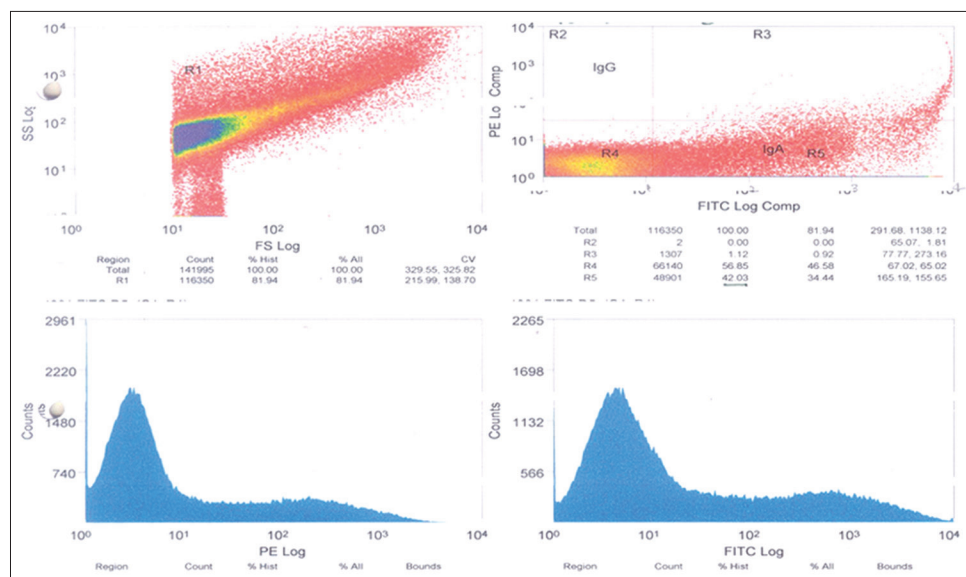 10⁴
10³
10²
10¹
SS Log
R1
10⁰ 10¹ 10² 10³ 10⁴
FS Log
Region Count % Hist % All CV
Total 141995 100.00 100.00 329.55, 325.82
R1 116350 81.94 81.94 215.99, 138.70
10⁴
10³
10²
10¹
10⁰
PE Lo Comp
R2 R3
IgG
R4 IgA R5
10² 10³ 10⁴
FITC Log Comp
Total 116350 100.00 81.94 291.68, 1138.12
R2 2 0.00 0.00 65.07, 1.81
R3 1307 1.12 0.92 77.77, 273.16
R4 66140 56.85 46.58 67.02, 65.02
R5 48901 42.03 34.44 165.19, 155.65
2961
2220
1480
740
Counts
10⁰ 10¹ 10² 10³ 10⁴
PE Log
Region Count % Hist % All Bounds
2265
1698
1132
566
Counts
10⁰ 10¹ 10² 10³ 10⁴
FITC Log
Region Count % Hist % All Bounds